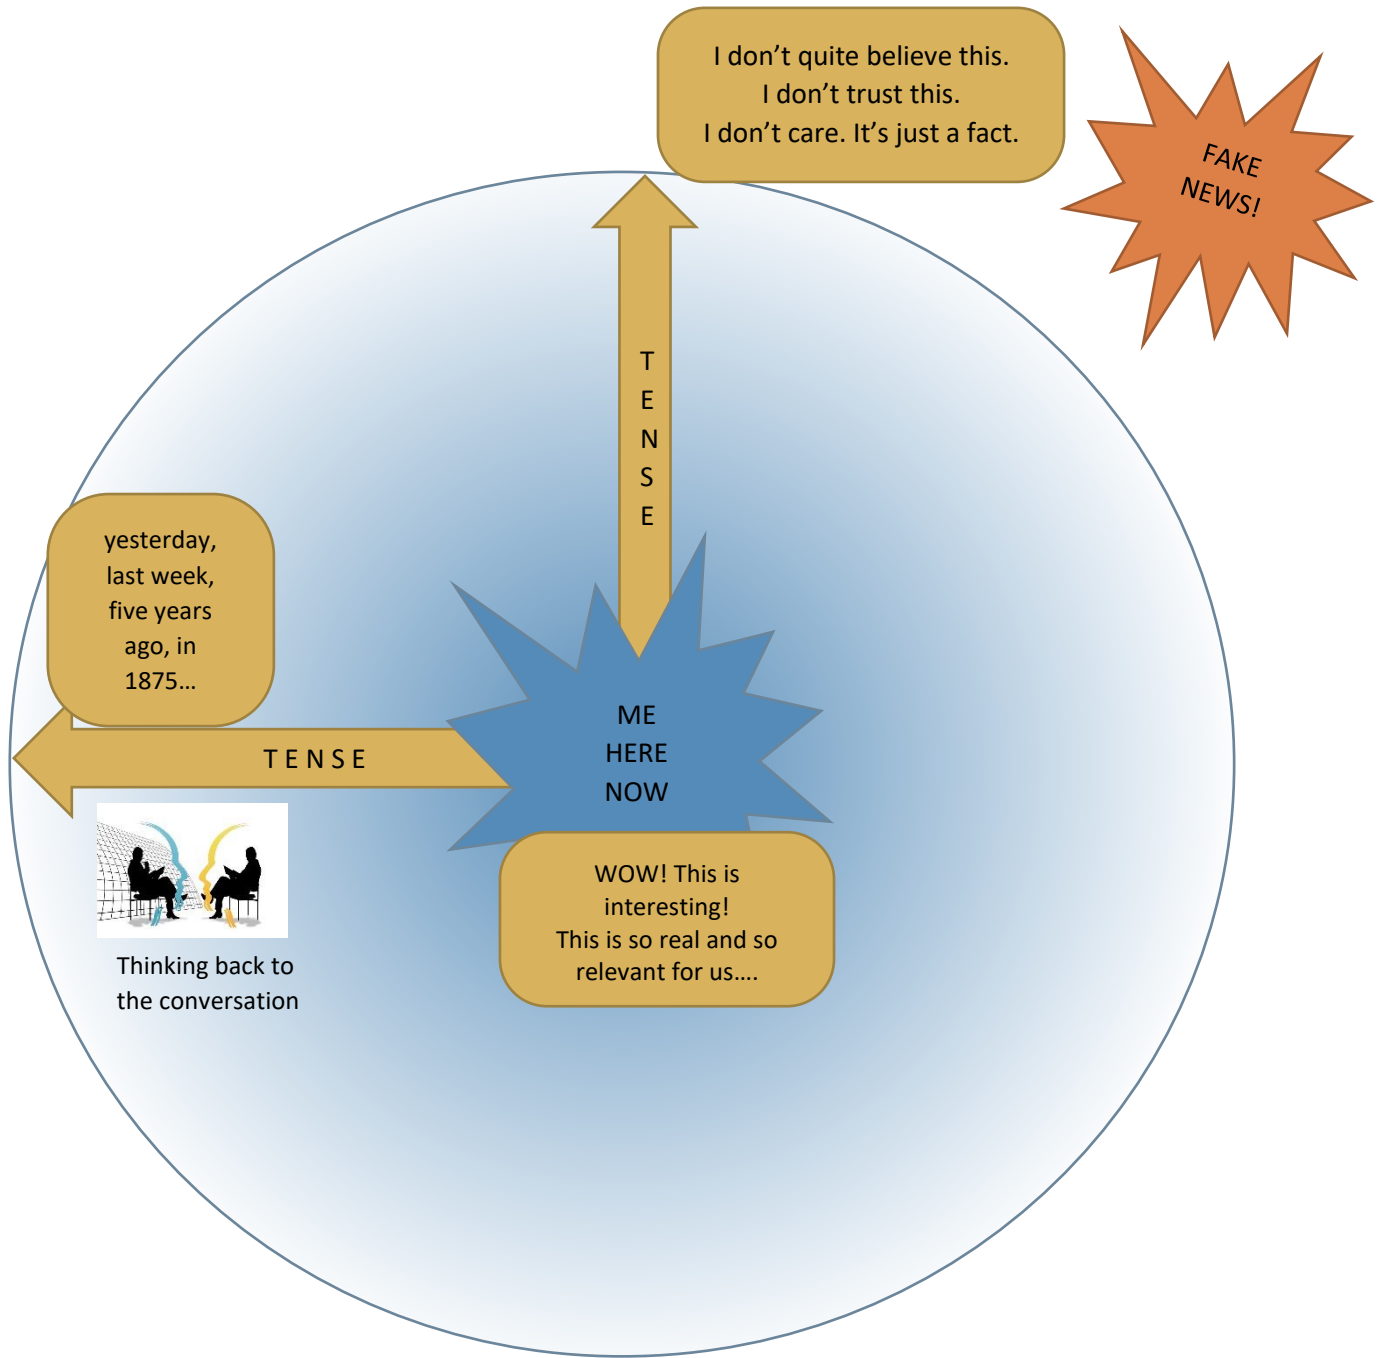 I don’t quite believe this.
I don’t trust this.
I don’t care. It’s just a fact.
FAKE
NEWS!
T
E
N
S
E
yesterday,
last week,
five years
ago, in
1875…
T E N S E
ME
HERE
NOW
WOW! This is
interesting!
This is so real and so
relevant for us….
Thinking back to
the conversation